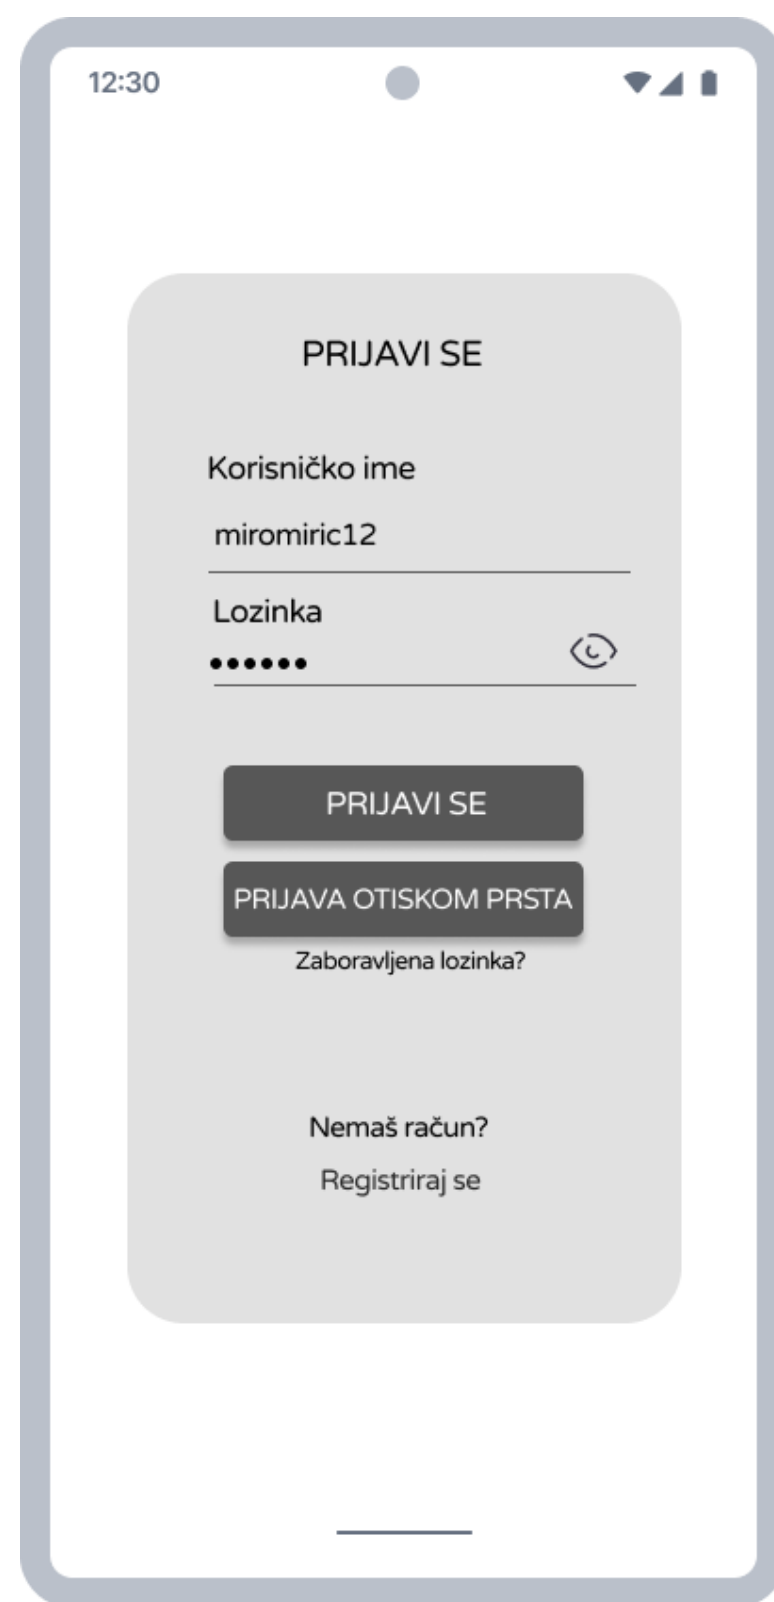 12:30
PRIJAVI SE
Korisničko ime
miromiric12
Lozinka
••••••
PRIJAVI SE
PRIJAVA OTISKOM PRSTA
Zaboravljena lozinka?
Nemaš račun?
Registriraj se